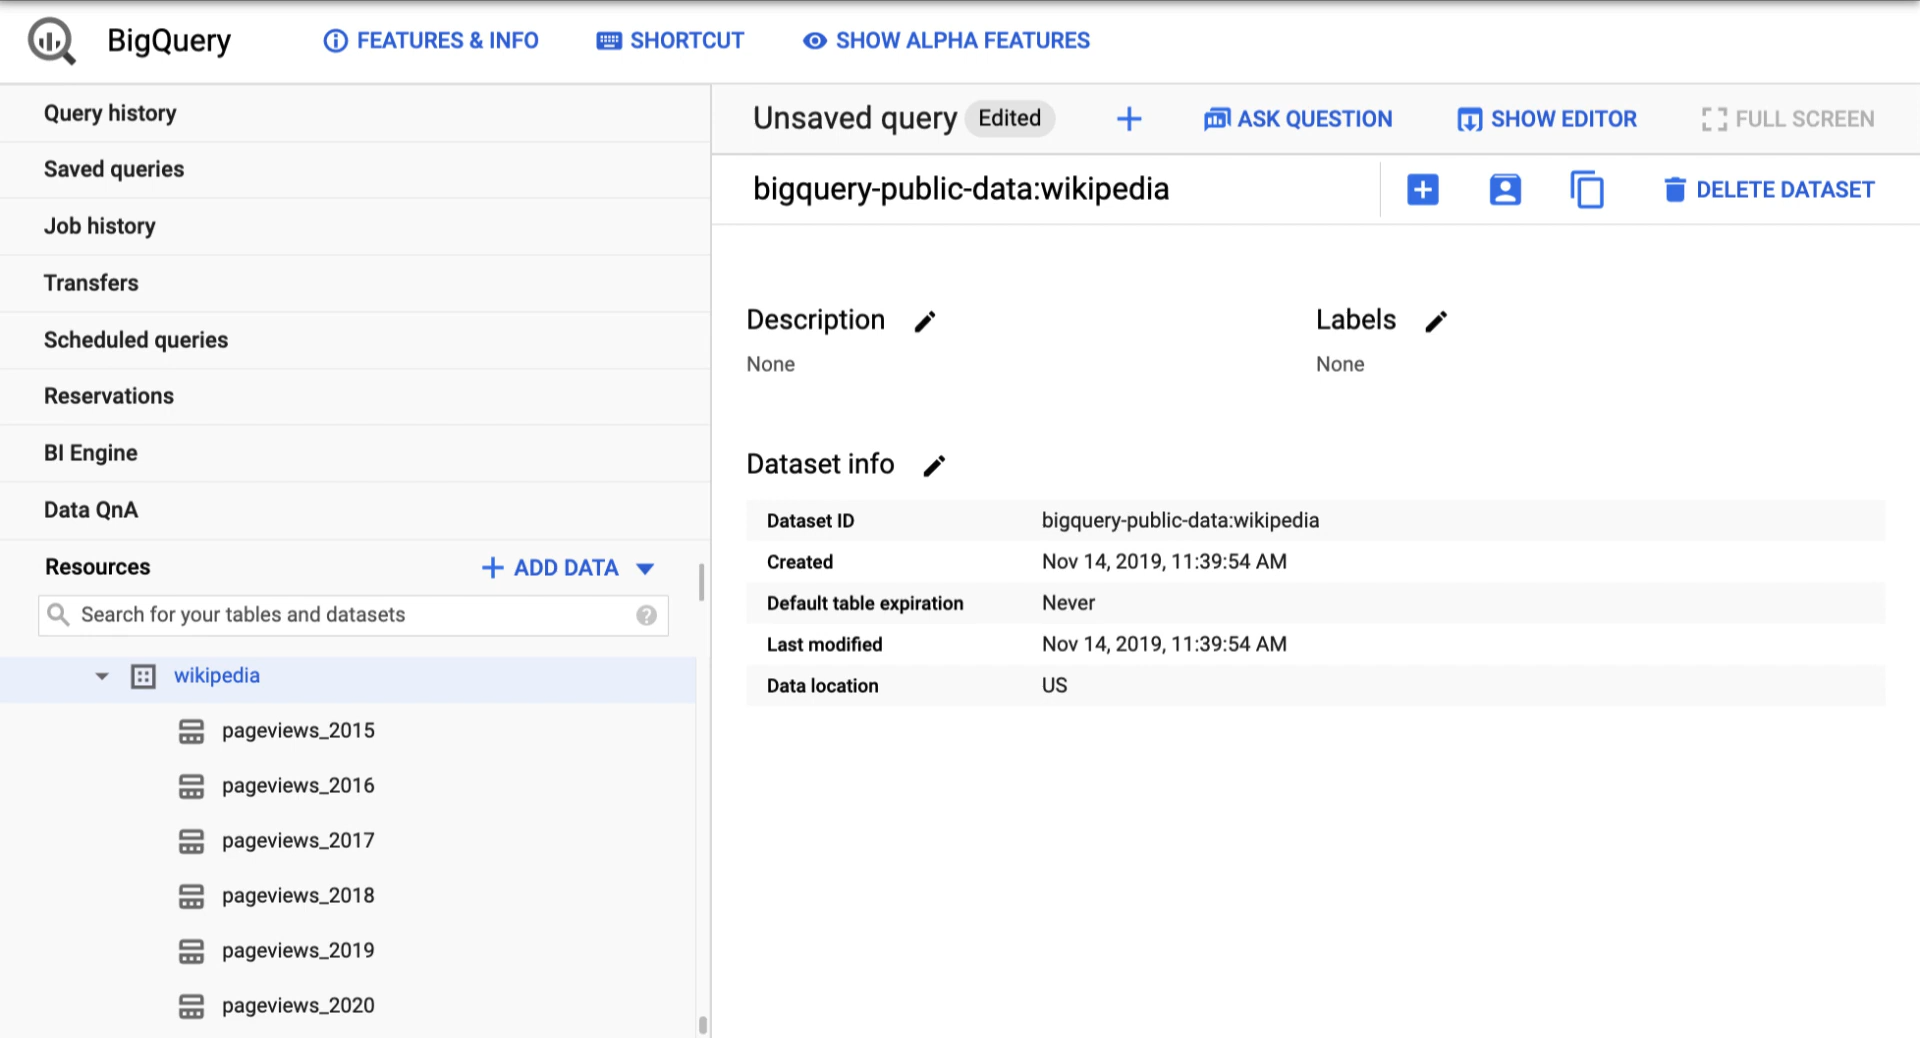 BigQuery
FEATURES & INFO
SHORTCUT
SHOW ALPHA FEATURES
Query history
Saved queries
Job history
Transfers
Scheduled queries
Reservations
BI Engine
Data QnA
Resources
ADD DATA
Search for your tables and datasets
wikipedia
pageviews_2015
pageviews_2016
pageviews_2017
pageviews_2018
pageviews_2019
pageviews_2020
Unsaved query Edited
ASK QUESTION
SHOW EDITOR
FULL SCREEN
bigquery-public-data:wikipedia
DELETE DATASET
Description
None
Labels
None
Dataset info
Dataset ID bigquery-public-data:wikipedia
Created Nov 14, 2019, 11:39:54 AM
Default table expiration Never
Last modified Nov 14, 2019, 11:39:54 AM
Data location US